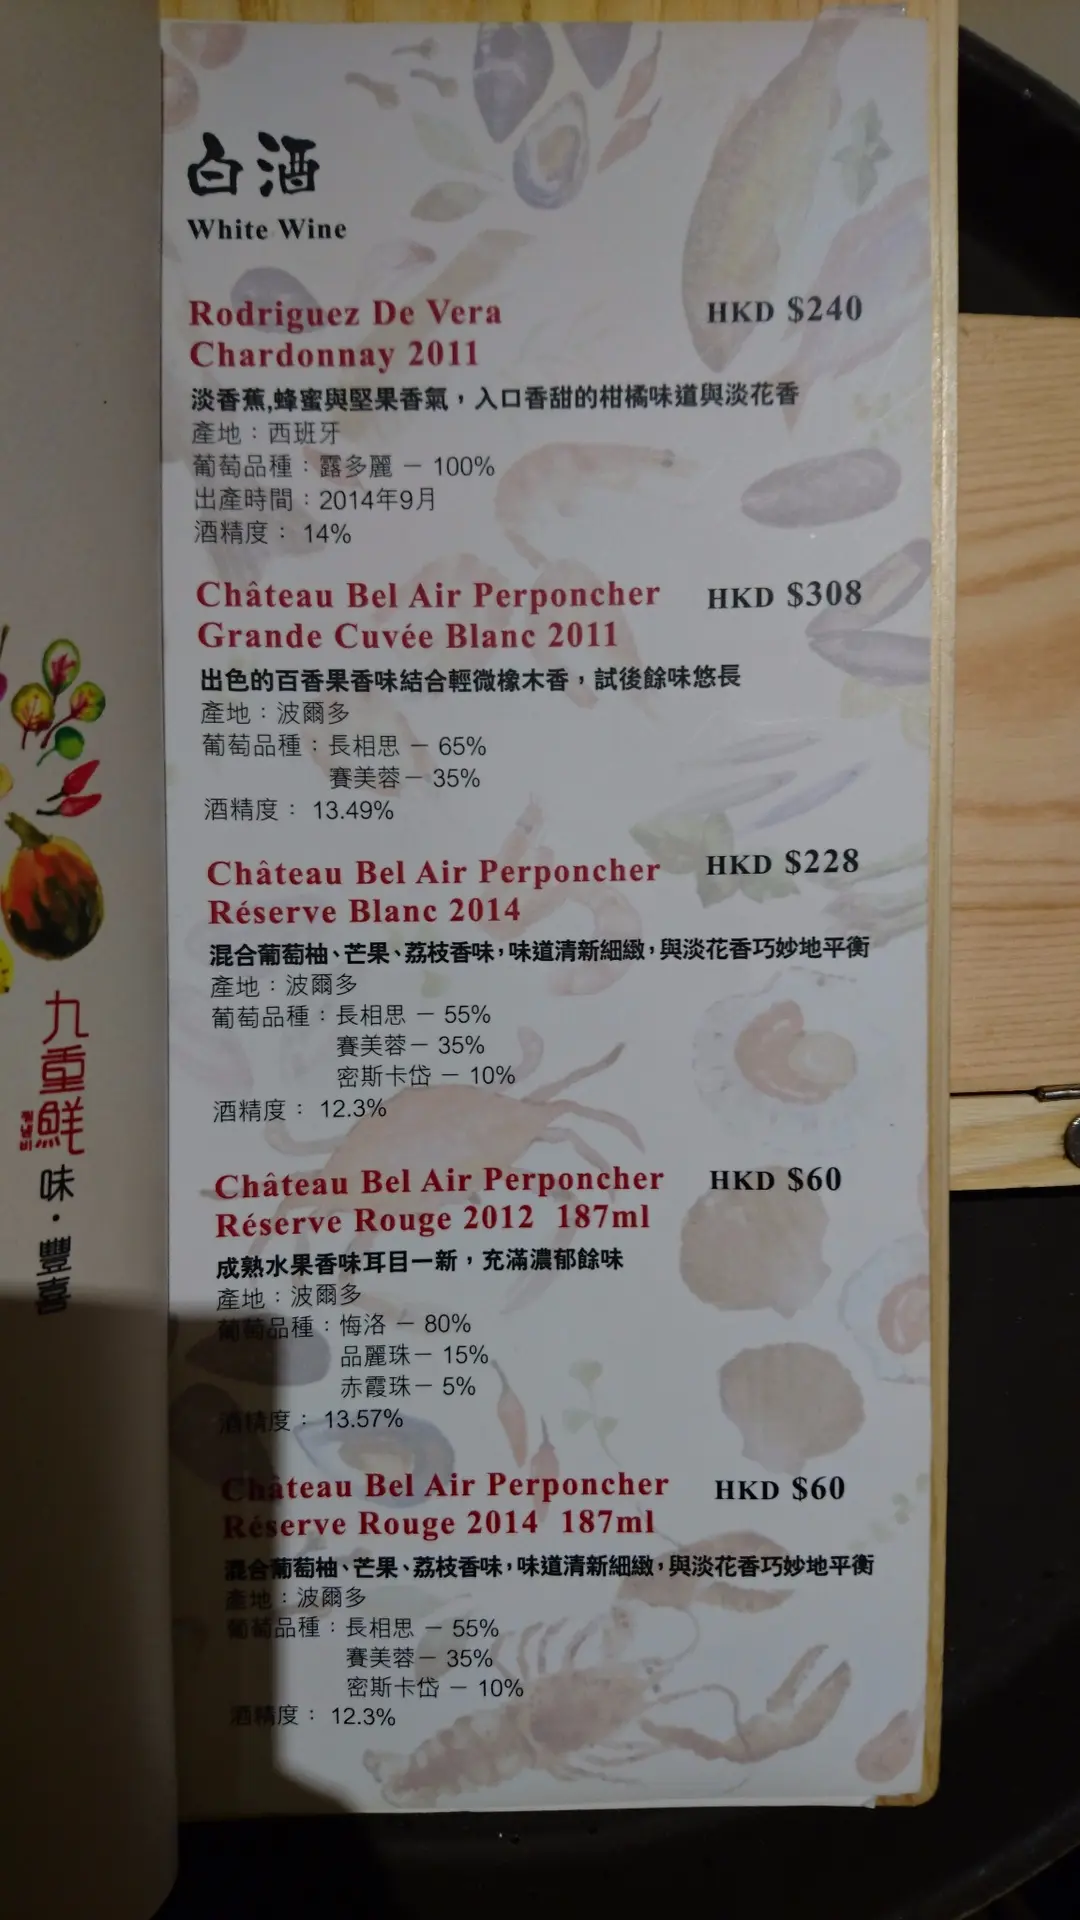 白酒
White Wine
Rodriguez De Vera
Chardonnay 2011
HKD $240
淡香蕉,蜂蜜與堅果香氣，入口香甜的柑橘味道與淡花香
產地：西班牙
葡萄品種：露多麗 － 100%
出產時間：2014年9月
酒精度： 14%
Château Bel Air Perponcher
Grande Cuvée Blanc 2011
HKD $308
出色的百香果香味結合輕微橡木香，試後餘味悠長
產地：波爾多
葡萄品種：長相思 － 65%
賽美蓉－ 35%
酒精度： 13.49%
Château Bel Air Perponcher
Réserve Blanc 2014
HKD $228
混合葡萄柚、芒果、荔枝香味，味道清新細緻，與淡花香巧妙地平衡
產地：波爾多
葡萄品種：長相思 － 55%
賽美蓉－ 35%
密斯卡岱 － 10%
酒精度： 12.3%
Château Bel Air Perponcher
Réserve Rouge 2012 187ml
HKD $60
成熟水果香味耳目一新，充滿濃郁餘味
產地：波爾多
葡萄品種：悔洛 － 80%
品麗珠－ 15%
赤霞珠－ 5%
酒精度： 13.57%
Château Bel Air Perponcher
Réserve Rouge 2014 187ml
HKD $60
混合葡萄柚、芒果、荔枝香味，味道清新細緻，與淡花香巧妙地平衡
產地：波爾多
葡萄品種：長相思 － 55%
賽美蓉－ 35%
密斯卡岱 － 10%
酒精度： 12.3%
九重鮮
味·豐喜